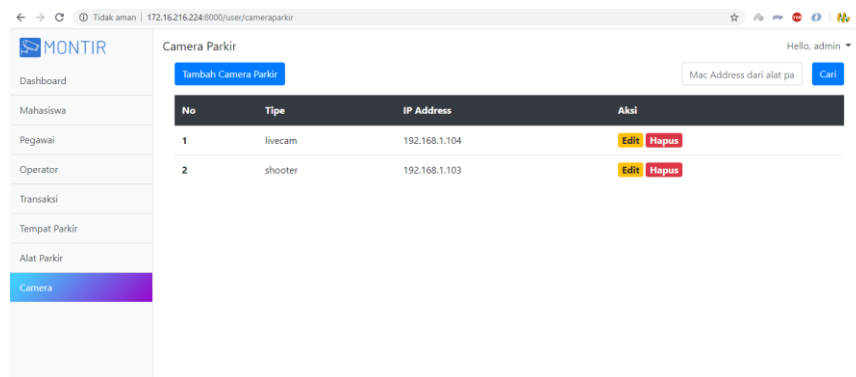 Tidak aman | 172.16.216.224:8000/user/cameraparkir
MONTIR
Camera Parkir
Hello, admin
Dashboard
Tambah Camera Parkir
Mac Address dari alat pa
Cari
Mahasiswa
No Tipe IP Address Aksi
Pegawai
1 livecam 192.168.1.104 Edit Hapus
Operator
2 shooter 192.168.1.103 Edit Hapus
Transaksi
Tempat Parkir
Alat Parkir
Camera